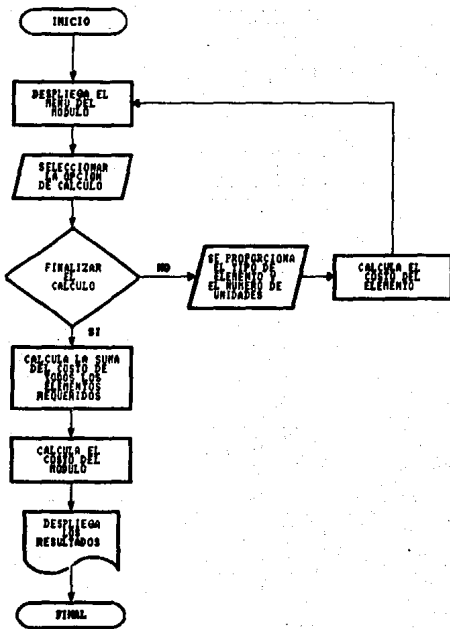 INICIO
DESPLIEGA EL
MENU DEL
MODULO
SELECCIONAR
LA OPCION
DE CALCULO
FINALIZAR
EL
CALCULO
NO
SE PROPORCIONA
EL TIPO DE
ELEMENTO O
EL NUMERO DE
UNIDADES
CALCULA EL
COSTO DEL
ELEMENTO
SI
CALCULA LA SUMA
DEL COSTO DE
TODOS LOS
ELEMENTOS
REQUERIDOS
CALCULA EL
COSTO DEL
MODULO
DESPLIEGA
LOS
RESULTADOS
FINAL